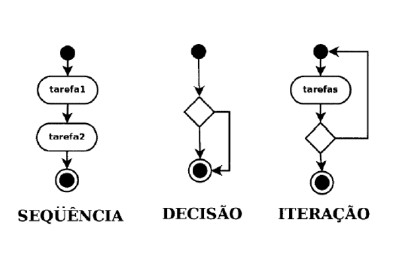 tarefa1
tarefa2
tarefas
SEQÜÊNCIA
DECISÃO
ITERAÇÃO